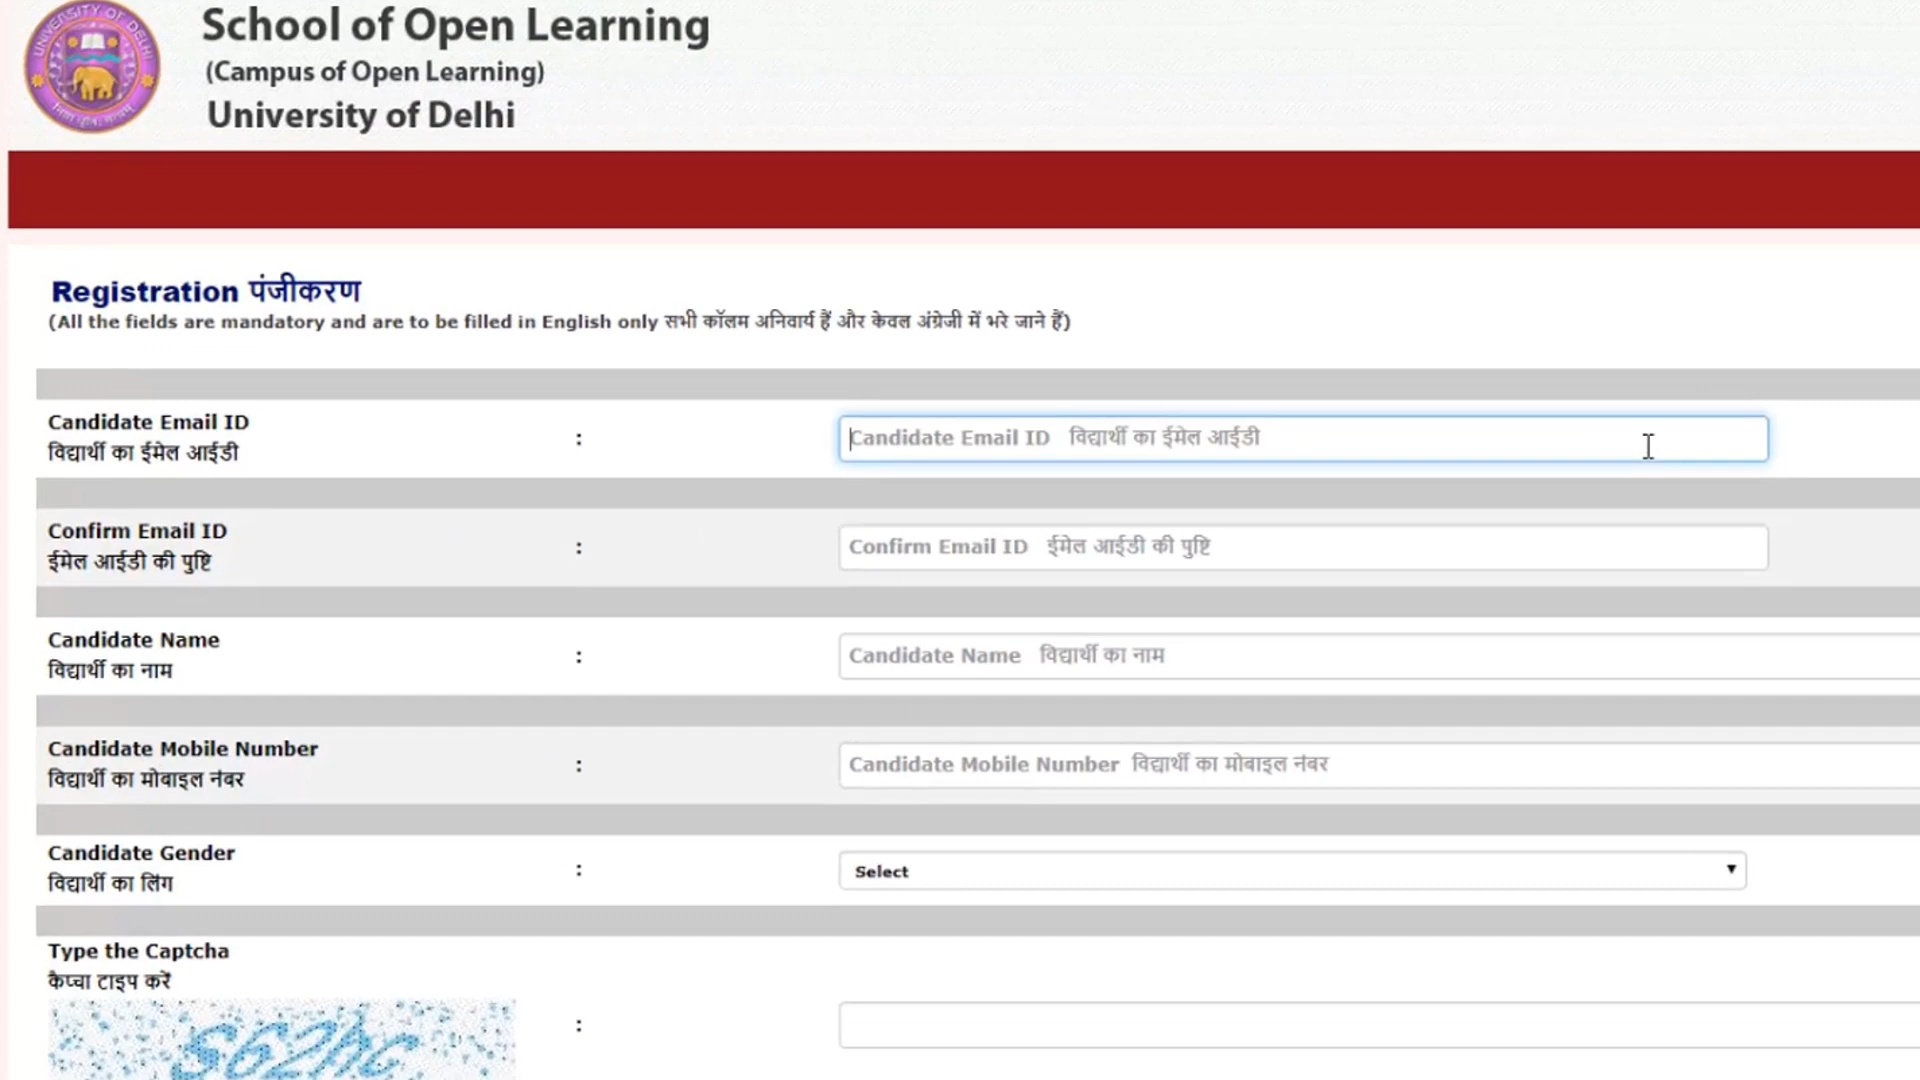 UNIVERSITY OF DELHI
School of Open Learning
(Campus of Open Learning)
University of Delhi
Registration पंजीकरण
(All the fields are mandatory and are to be filled in English only सभी कॉलम अनिवार्य हैं और केवल अंग्रेजी में भरे जाने हैं)
Candidate Email ID
विद्यार्थी का ईमेल आईडी
:
Candidate Email ID विद्यार्थी का ईमेल आईडी
Confirm Email ID
ईमेल आईडी की पुष्टि
:
Confirm Email ID ईमेल आईडी की पुष्टि
Candidate Name
विद्यार्थी का नाम
:
Candidate Name विद्यार्थी का नाम
Candidate Mobile Number
विद्यार्थी का मोबाइल नंबर
:
Candidate Mobile Number विद्यार्थी का मोबाइल नंबर
Candidate Gender
विद्यार्थी का लिंग
:
Select
Type the Captcha
कैप्चा टाइप करें
: